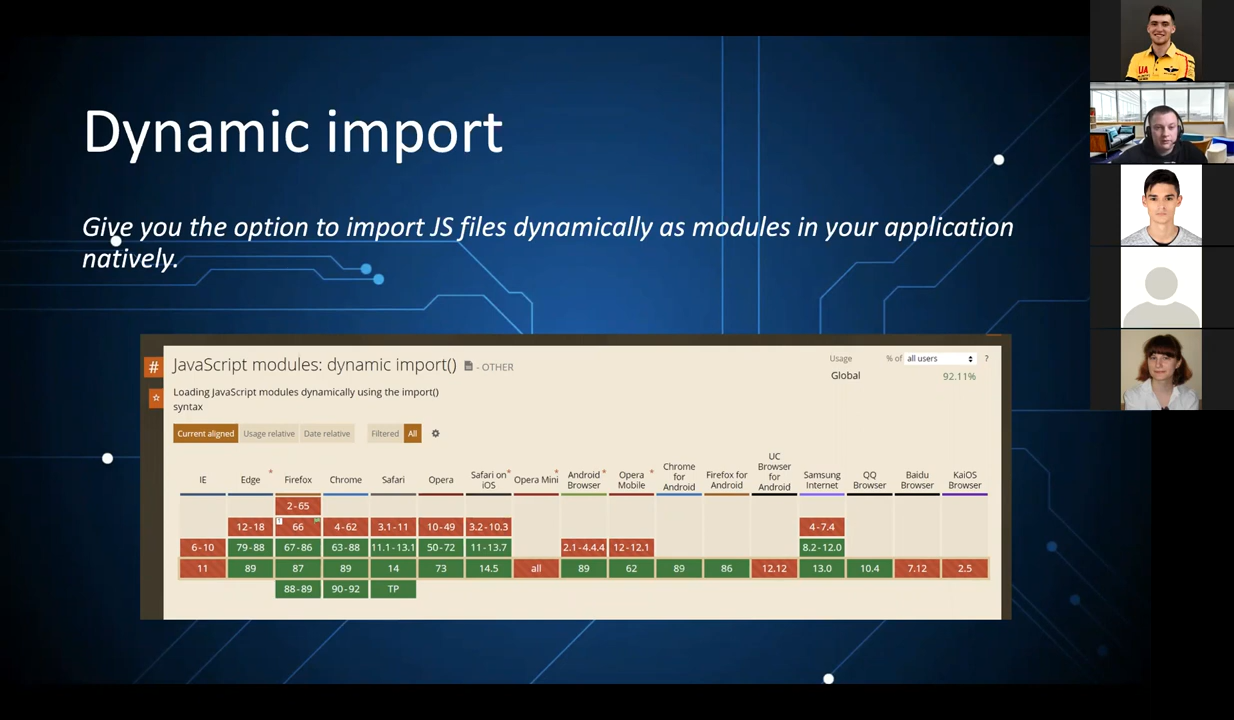 Dynamic import
Give you the option to import JS files dynamically as modules in your application
natively.
#
JavaScript modules: dynamic import() - OTHER
Usage % of all users ?
Global 92.11%
Loading JavaScript modules dynamically using the import()
syntax
Current aligned Usage relative Date relative Filtered All
IE Edge * Firefox Chrome Safari Opera Safari on iOS * Opera Mini * Android Browser * Opera Mobile * Chrome for Android Firefox for Android UC Browser for Android Samsung Internet QQ Browser Baidu Browser KaiOS Browser
2-65
12-18 66 4-62 3.1-11 10-49 3.2-10.3 4-7.4
6-10 79-88 67-86 63-88 11.1-13.1 50-72 11-13.7 2.1-4.4.4 12-12.1 8.2-12.0
11 89 87 89 14 73 14.5 all 89 62 89 86 12.12 13.0 10.4 7.12 2.5
88-89 90-92 TP
UA